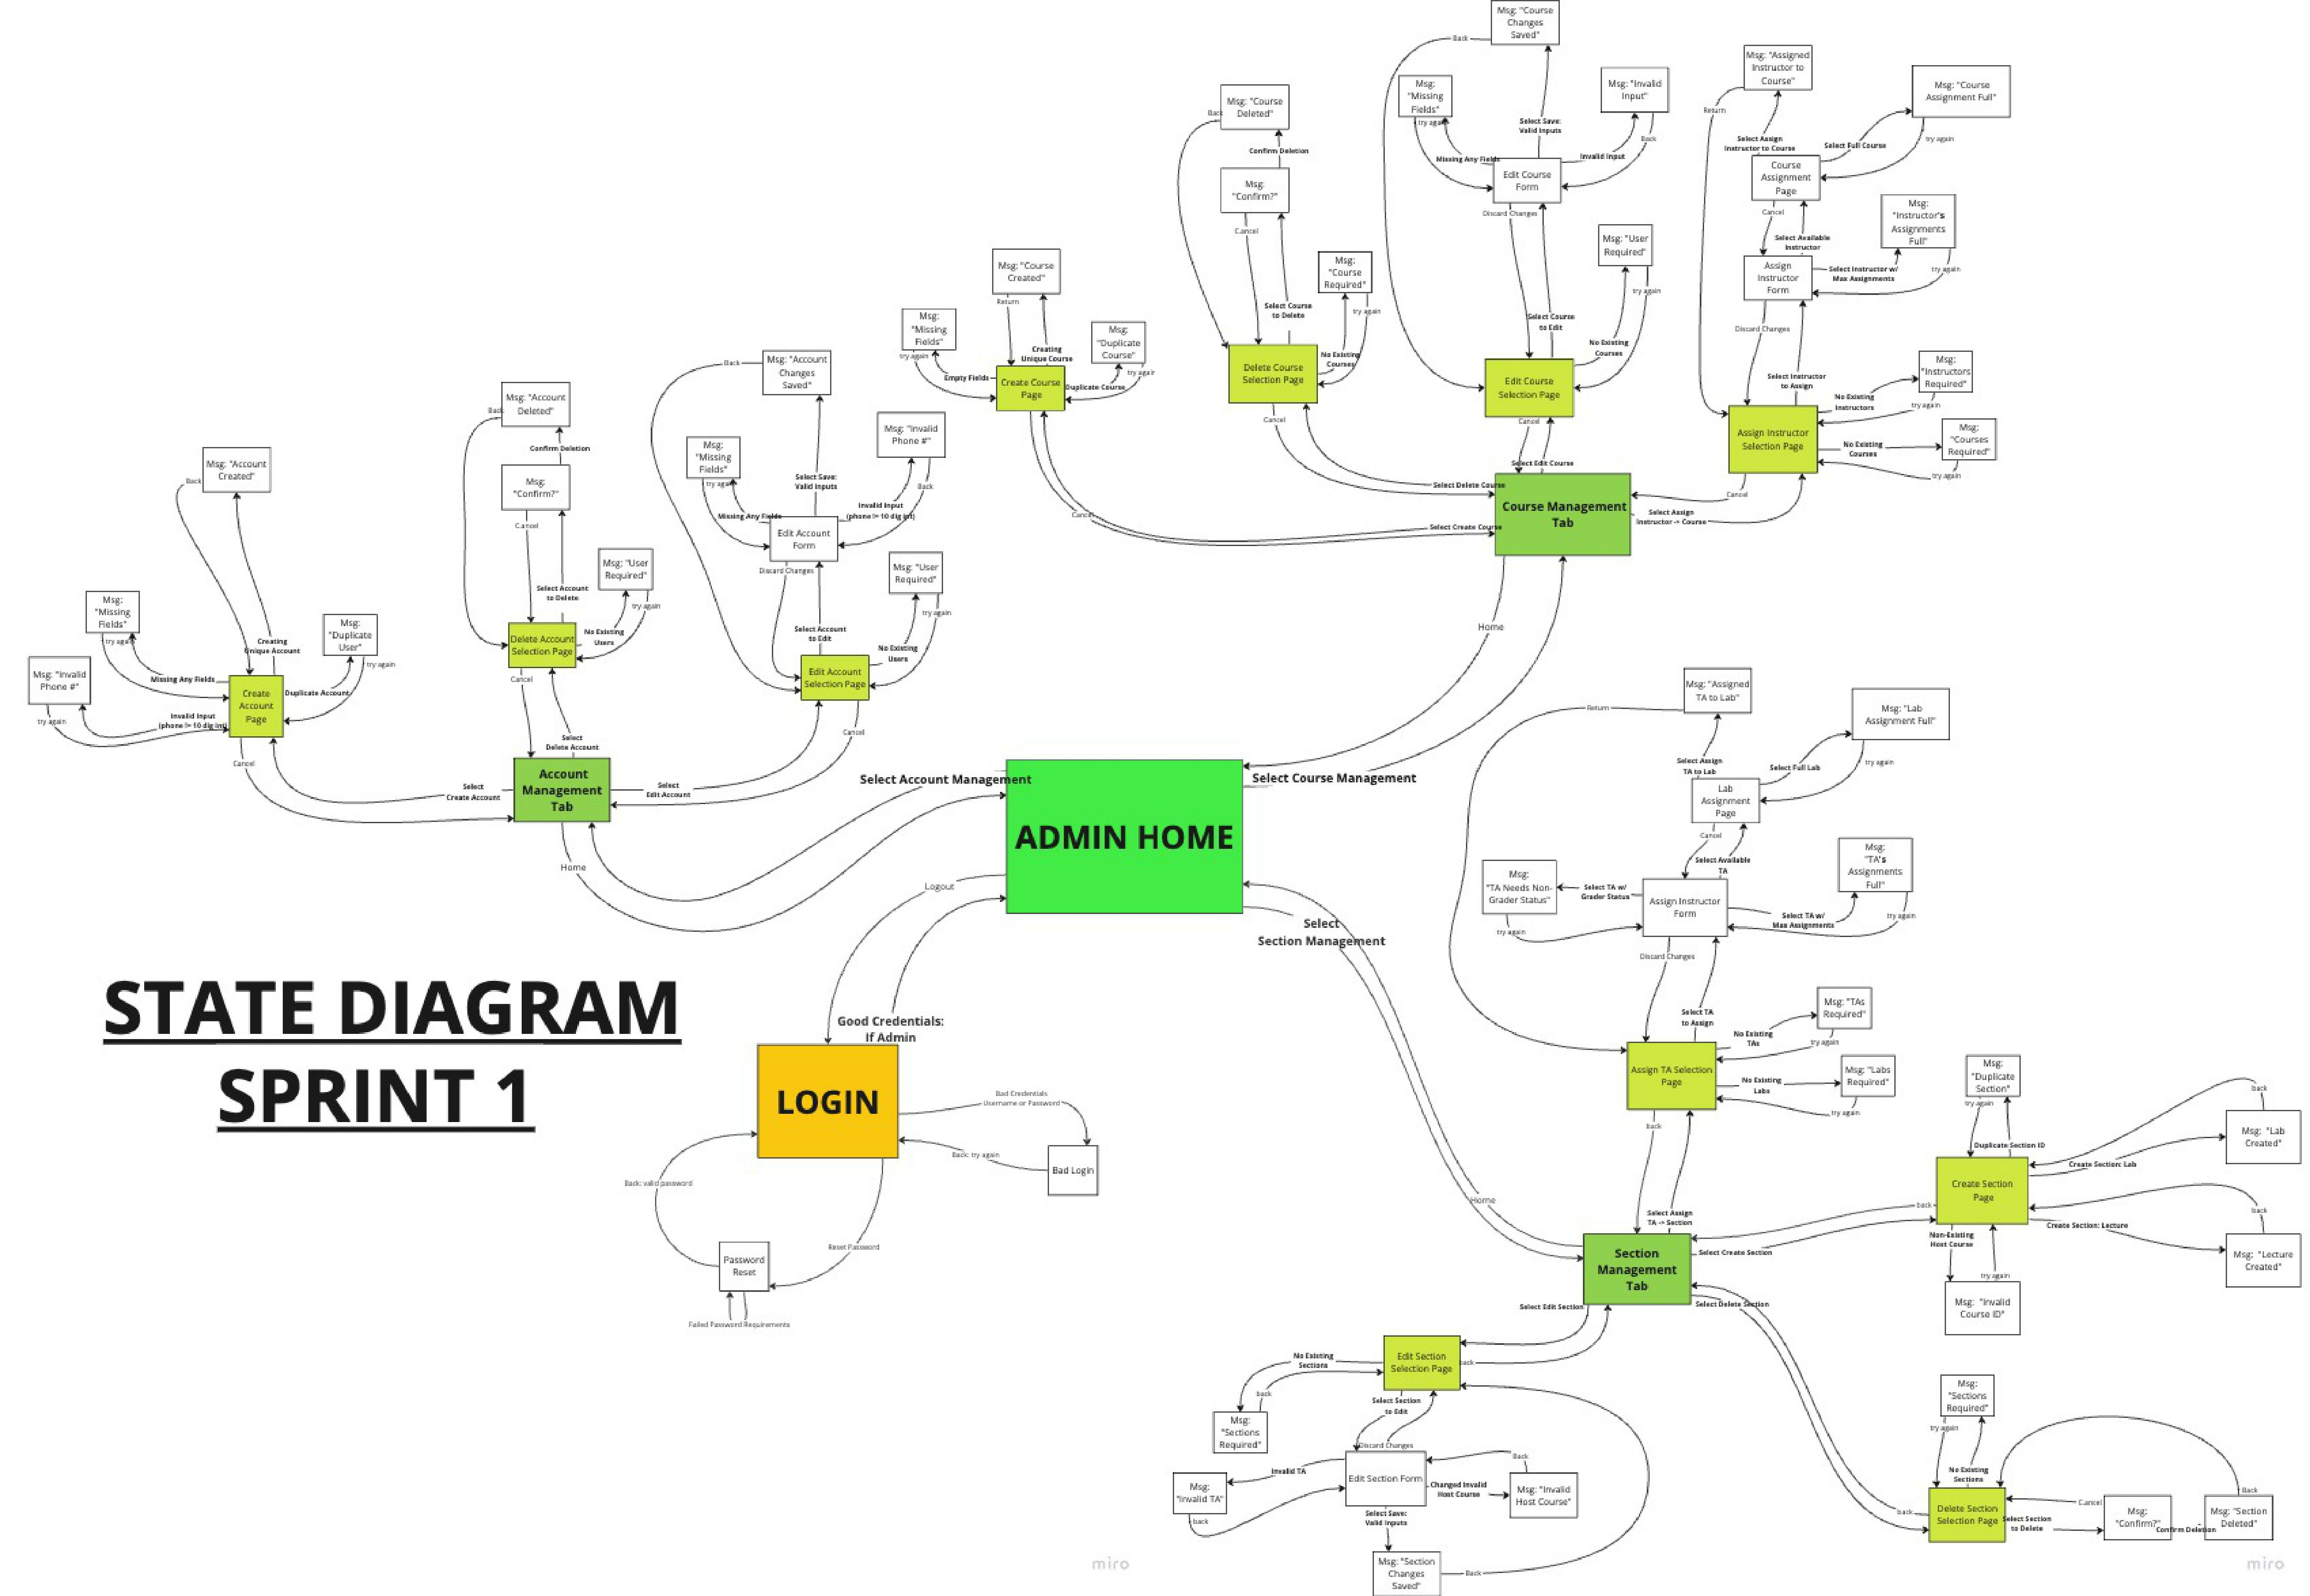 Msg: "Course
Changes
Saved"
Back
Msg:
"Missing
Fields"
try again
Msg: "Invalid
Input"
Back
Select Save:
Valid Inputs
Missing Any Fields
Invalid Input
Edit Course
Form
Discard Changes
Msg: "User
Required"
try again
Select Course
to Edit
No Existing
Courses
Edit Course
Selection Page
Cancel
Select Edit Course
Msg: "Assigned
Instructor to
Course"
Return
Msg: "Course
Assignment Full"
try again
Select Assign
Instructor to Course
Select Full Course
Course
Assignment
Page
Cancel
Select Available
Instructor
Msg:
"Instructor's
Assignments
Full"
try again
Assign
Instructor
Form
Select Instructor w/
Max Assignments
Discard Changes
Select Instructor
to Assign
Msg:
"Instructors
Required"
try again
No Existing
Instructors
Assign Instructor
Selection Page
No Existing
Courses
Msg:
"Courses
Required"
try again
Cancel
Select Assign
Instructor -> Course
Msg: "Course
Deleted"
Back
Confirm Deletion
Msg:
"Confirm?"
Cancel
Select Course
to Delete
Msg:
"Course
Required"
try again
No Existing
Courses
Delete Course
Selection Page
Cancel
Select Delete Course
Msg: "Course
Created"
Return
Msg:
"Missing
Fields"
try again
Creating
Unique Course
Msg:
"Duplicate
Course"
try again
Empty Fields
Create Course
Page
Duplicate Course
Cancel
Select Create Course
Course Management
Tab
Home
Msg: "Account
Changes
Saved"
Back
Msg:
"Missing
Fields"
try again
Msg: "Invalid
Phone #"
Back
Select Save:
Valid Inputs
Missing Any Fields
Invalid Input
(phone != 10 dig int)
Edit Account
Form
Discard Changes
Msg: "User
Required"
try again
Select Account
to Edit
No Existing
Users
Edit Account
Selection Page
Cancel
Msg: "Account
Deleted"
Back
Confirm Deletion
Msg:
"Confirm?"
Cancel
Select Account
to Delete
Msg: "User
Required"
try again
No Existing
Users
Delete Account
Selection Page
Cancel
Select
Delete Account
Msg: "Account
Created"
Back
Msg:
"Missing
Fields"
try again
Msg:
"Duplicate
User"
try again
Creating
Unique Account
Msg: "Invalid
Phone #"
try again
Missing Any Fields
Invalid Input
(phone != 10 dig int)
Create
Account
Page
Duplicate Account
Cancel
Select
Create Account
Account
Management
Tab
Select
Edit Account
Home
Select Account Management
Select Course Management
ADMIN HOME
Logout
Select
Section Management
Good Credentials:
If Admin
STATE DIAGRAM
SPRINT 1
LOGIN
Bad Credentials
Username or Password
Bad Login
Back: try again
Back: valid password
Reset Password
Password
Reset
Failed Password Requirements
Msg: "Assigned
TA to Lab"
Return
Msg: "Lab
Assignment Full"
try again
Select Assign
TA to Lab
Select Full Lab
Lab
Assignment
Page
Cancel
Select Available
TA
Msg:
"TA's
Assignments
Full"
try again
Msg:
"TA Needs Non-
Grader Status"
try again
Select TA w/
Grader Status
Assign Instructor
Form
Select TA w/
Max Assignments
Discard Changes
Select TA
to Assign
Msg: "TAs
Required"
try again
No Existing
TAs
Assign TA Selection
Page
No Existing
Labs
Msg: "Labs
Required"
try again
back
Select Assign
TA -> Section
Home
Section
Management
Tab
Select Create Section
back
Msg:
"Duplicate
Section"
try again
Duplicate Section ID
Create Section
Page
Create Section: Lab
Msg: "Lab
Created"
back
Create Section: Lecture
Msg: "Lecture
Created"
back
Non-Existing
Host Course
try again
Msg: "Invalid
Course ID"
Select Edit Section
Select Delete Section
Edit Section
Selection Page
back
No Existing
Sections
back
Msg:
"Sections
Required"
Select Section
to Edit
Discard Changes
Edit Section Form
Invalid TA
Msg:
"Invalid TA"
back
Back
Changed Invalid
Host Course
Msg: "Invalid
Host Course"
Select Save:
Valid Inputs
Msg: "Section
Changes
Saved"
Back
Msg:
"Sections
Required"
try again
No Existing
Sections
Delete Section
Selection Page
back
Cancel
Select Section
to Delete
Msg:
"Confirm?"
Confirm Deletion
Msg: "Section
Deleted"
Back
miro
miro